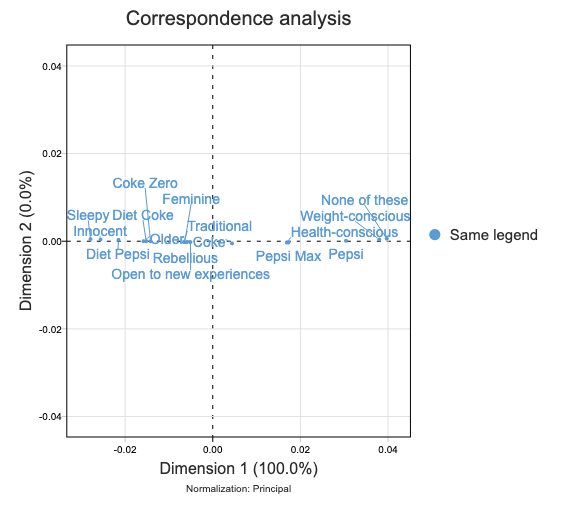 Correspondence analysis
0.04
0.02
Coke Zero
Feminine
None of these
Sleepy Diet Coke
Weight-conscious
Innocent
Traditional
Health-conscious
0.00
Older
Coke
Diet Pepsi
Rebellious
Pepsi Max
Pepsi
Open to new experiences
-0.02
-0.04
Dimension 2 (0.0%)
Same legend
-0.02
0.00
0.02
0.04
Dimension 1 (100.0%)
Normalization: Principal